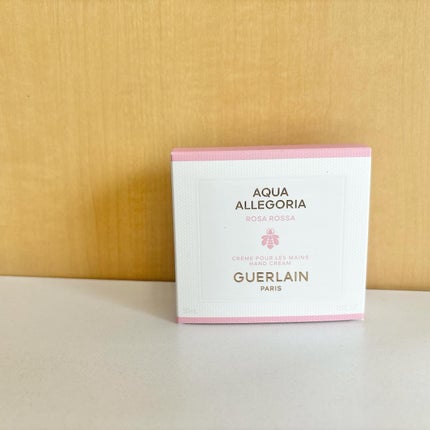 AQUA
ALLEGORIA
ROSA ROSSA
CRÈME POUR LES MAINS
HAND CREAM
GUERLAIN
PARIS